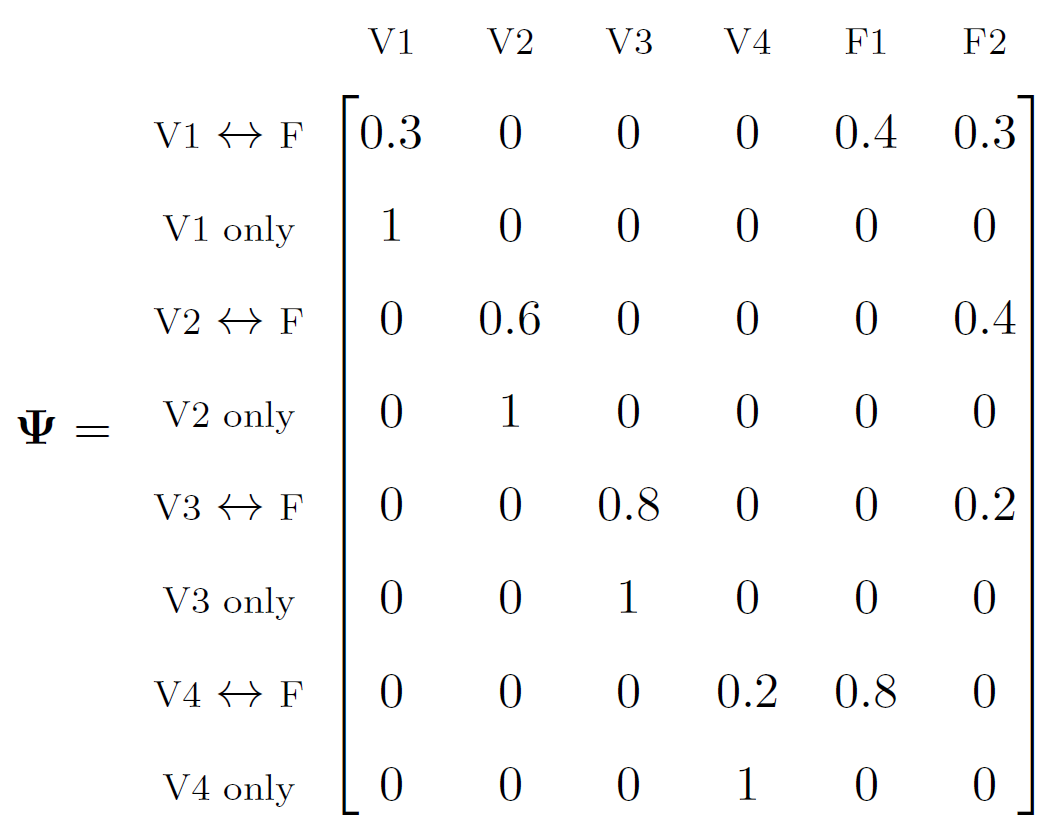 V1 V2 V3 V4 F1 F2
V1 ↔ F 0.3 0 0 0 0.4 0.3
V1 only 1 0 0 0 0 0
V2 ↔ F 0 0.6 0 0 0 0.4
Ψ = V2 only 0 1 0 0 0 0
V3 ↔ F 0 0 0.8 0 0 0.2
V3 only 0 0 1 0 0 0
V4 ↔ F 0 0 0 0.2 0.8 0
V4 only 0 0 0 1 0 0